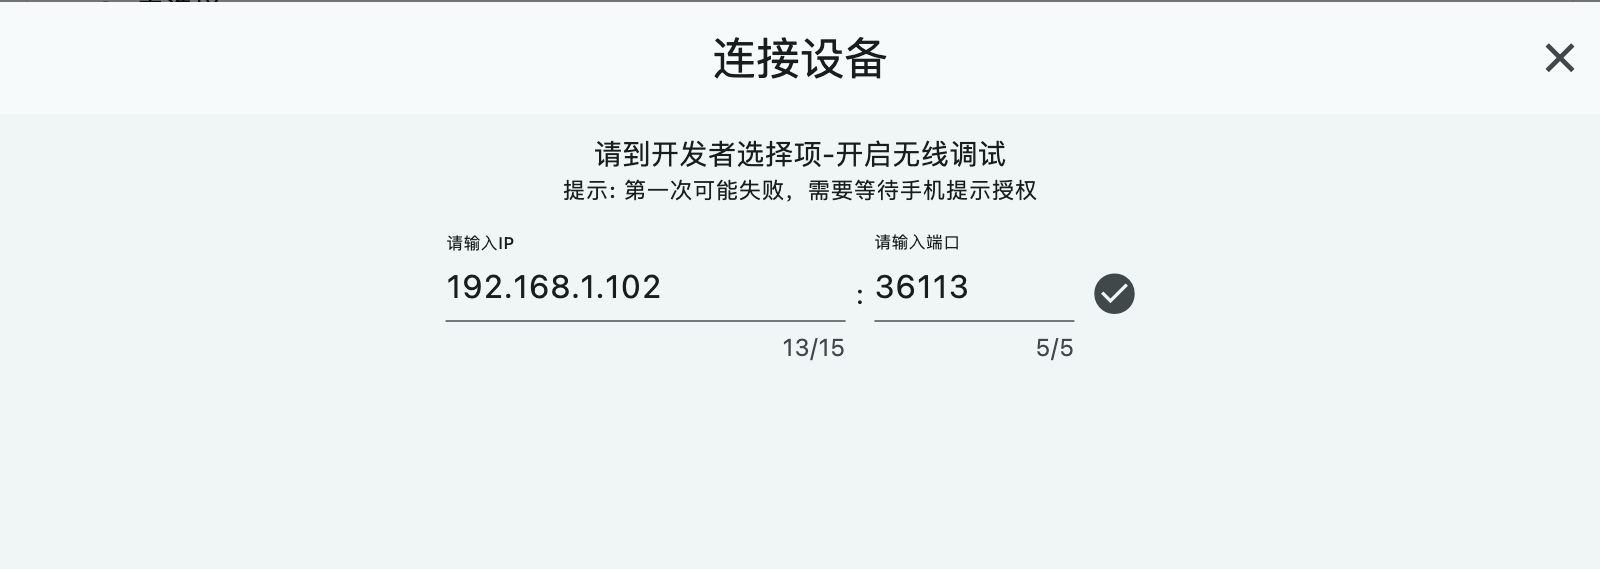 连接设备
请到开发者选择项-开启无线调试
提示: 第一次可能失败，需要等待手机提示授权
请输入IP
请输入端口
192.168.1.102
:
36113
13/15
5/5